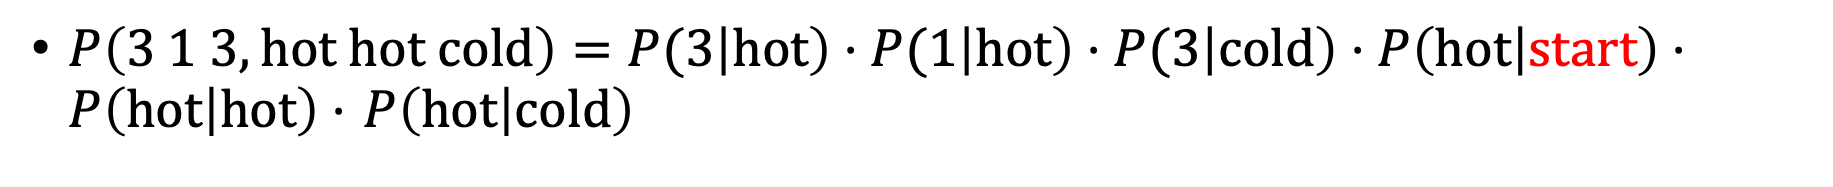 • P(3 1 3, hot hot cold) = P(3|hot) · P(1|hot) · P(3|cold) · P(hot|start) ·
P(hot|hot) · P(hot|cold)